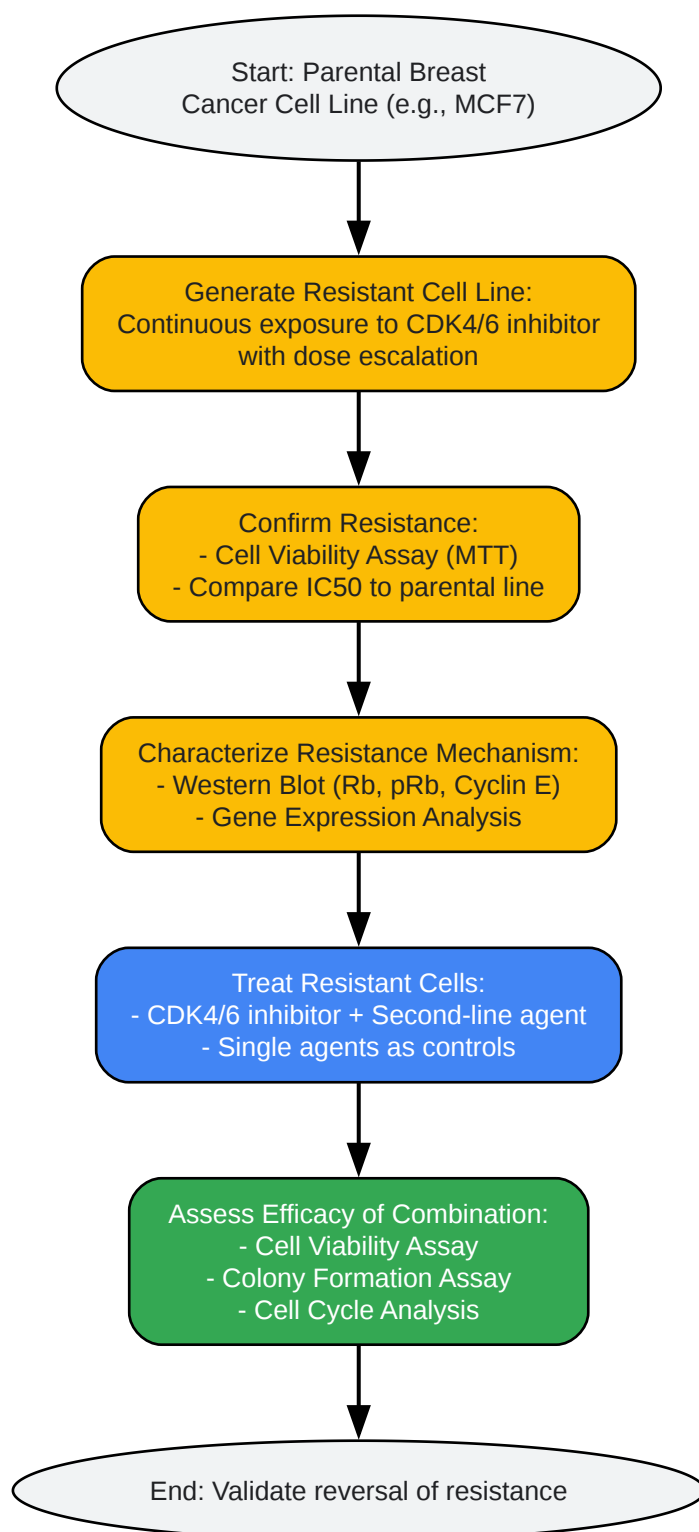 Start: Parental Breast
Cancer Cell Line (e.g., MCF7)
Generate Resistant Cell Line:
Continuous exposure to CDK4/6 inhibitor
with dose escalation
Confirm Resistance:
- Cell Viability Assay (MTT)
- Compare IC50 to parental line
Characterize Resistance Mechanism:
- Western Blot (Rb, pRb, Cyclin E)
- Gene Expression Analysis
Treat Resistant Cells:
- CDK4/6 inhibitor + Second-line agent
- Single agents as controls
Assess Efficacy of Combination:
- Cell Viability Assay
- Colony Formation Assay
- Cell Cycle Analysis
End: Validate reversal of resistance